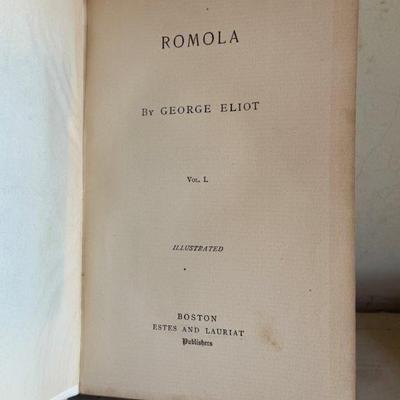 ROMOLA
BY GEORGE ELIOT
VOL. I.
ILLUSTRATED
BOSTON
ESTES AND LAURIAT
Publishers